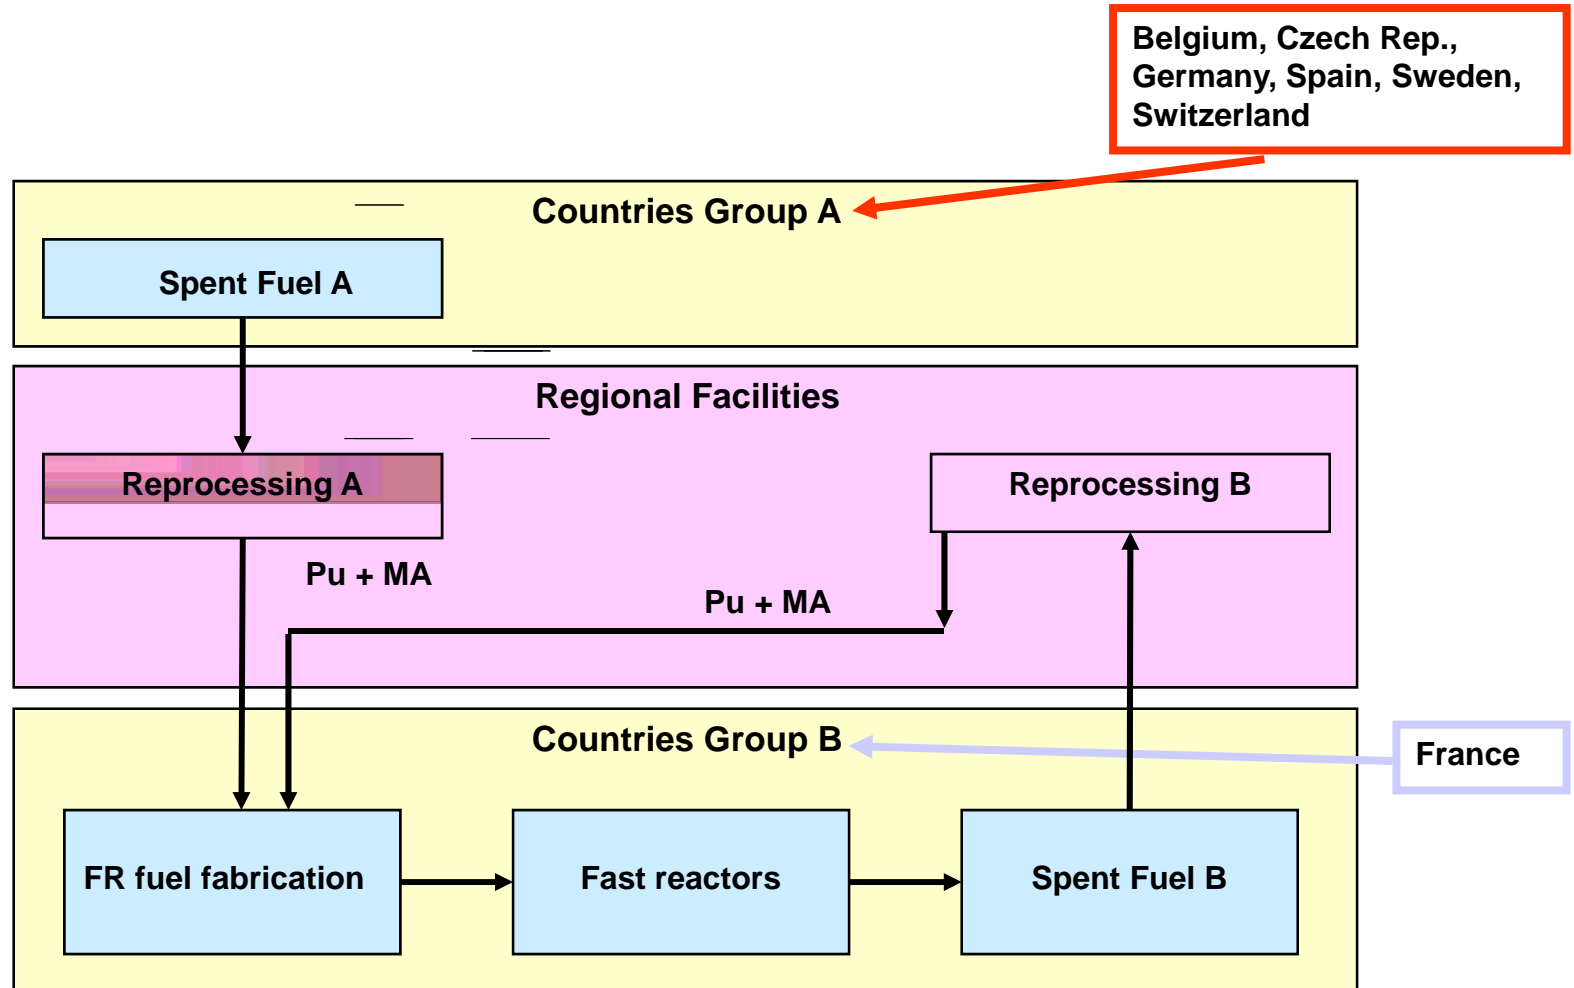 Belgium, Czech Rep.,
Germany, Spain, Sweden,
Switzerland
Countries Group A
Spent Fuel A
Regional Facilities
Reprocessing A
Reprocessing B
Pu + MA
Pu + MA
Countries Group B
France
FR fuel fabrication
Fast reactors
Spent Fuel B